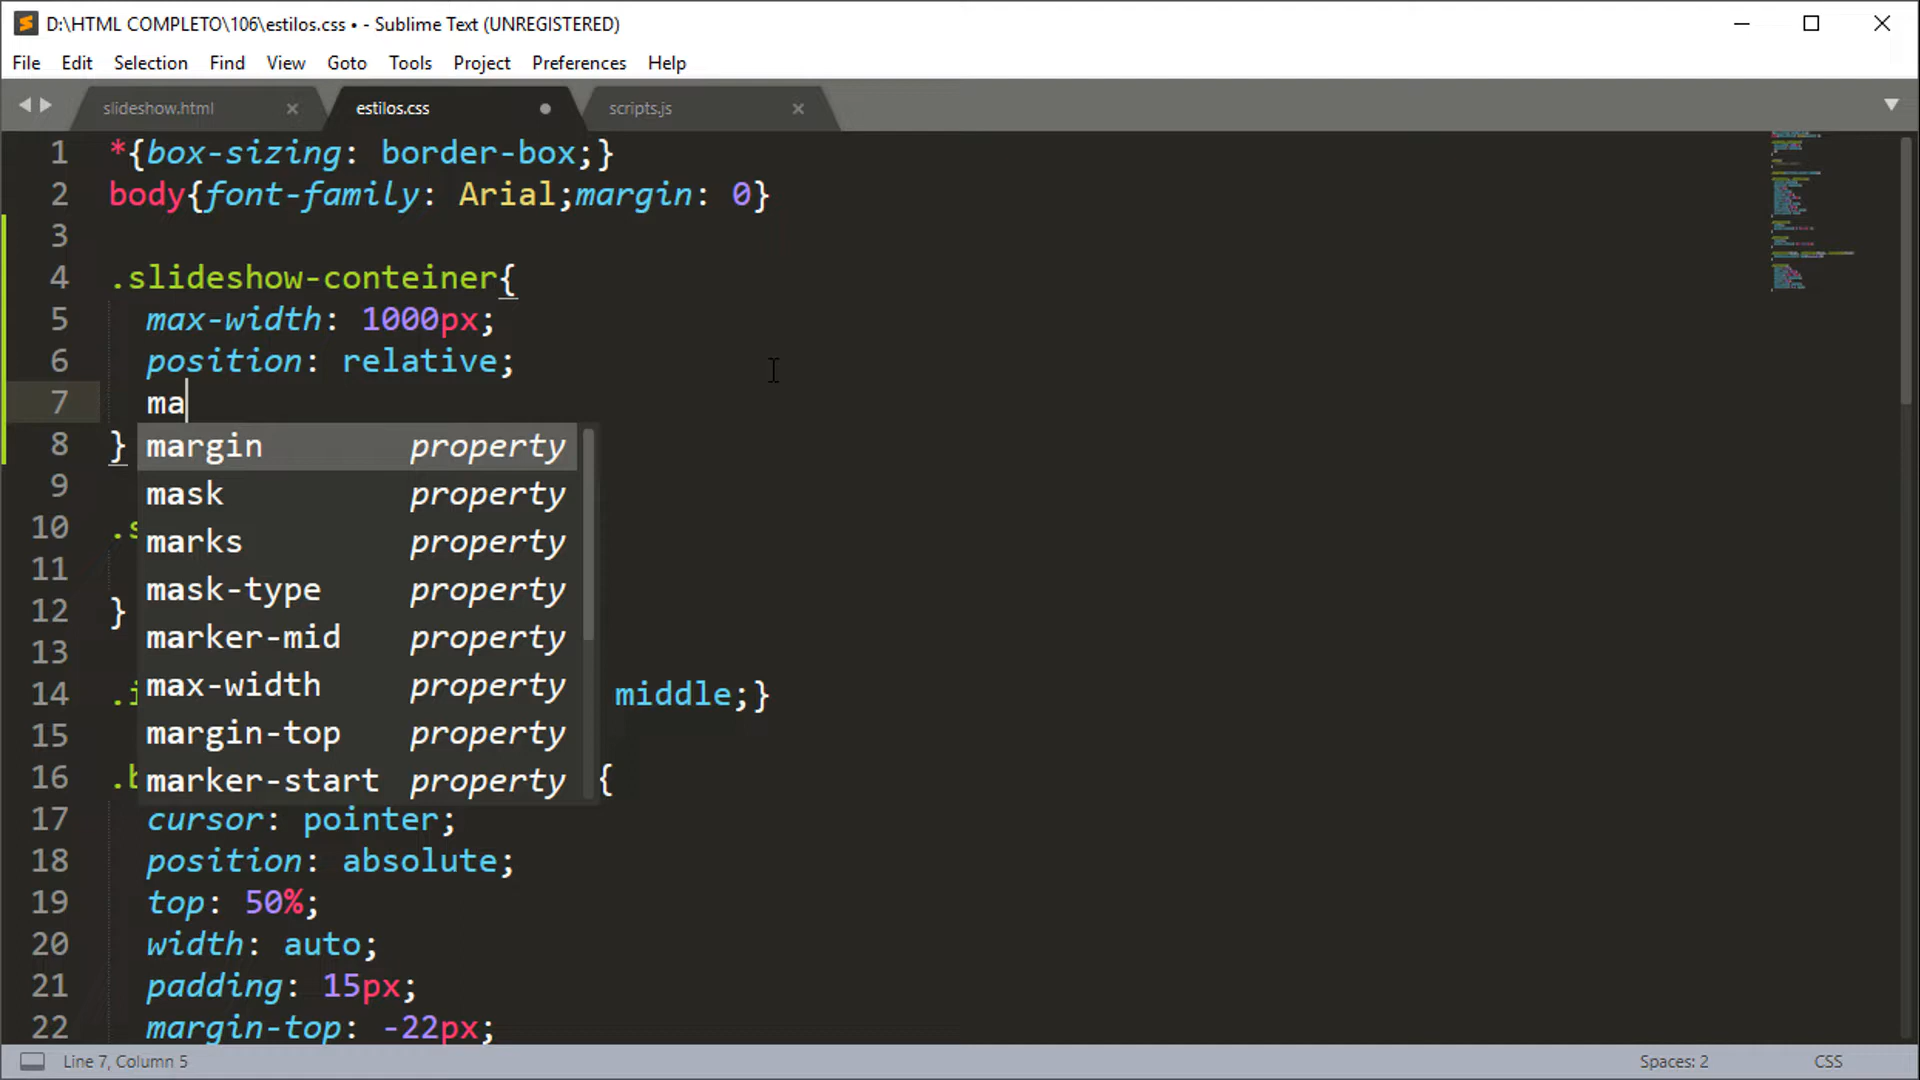 D:\HTML COMPLETO\106\estilos.css • - Sublime Text (UNREGISTERED)
File Edit Selection Find View Goto Tools Project Preferences Help
slideshow.html estilos.css scripts.js
1 *{box-sizing: border-box;}
2 body{font-family: Arial;margin: 0}
3
4 .slideshow-conteiner{
5 max-width: 1000px;
6 position: relative;
7 ma
8 } margin property
9 mask property
10 .s
11 marks property
12 } mask-type property
13 marker-mid property
14 .i max-width property middle;}
15 margin-top property
16 .b marker-start property {
17 cursor: pointer;
18 position: absolute;
19 top: 50%;
20 width: auto;
21 padding: 15px;
22 margin-top: -22px;
Line 7, Column 5 Spaces: 2 CSS